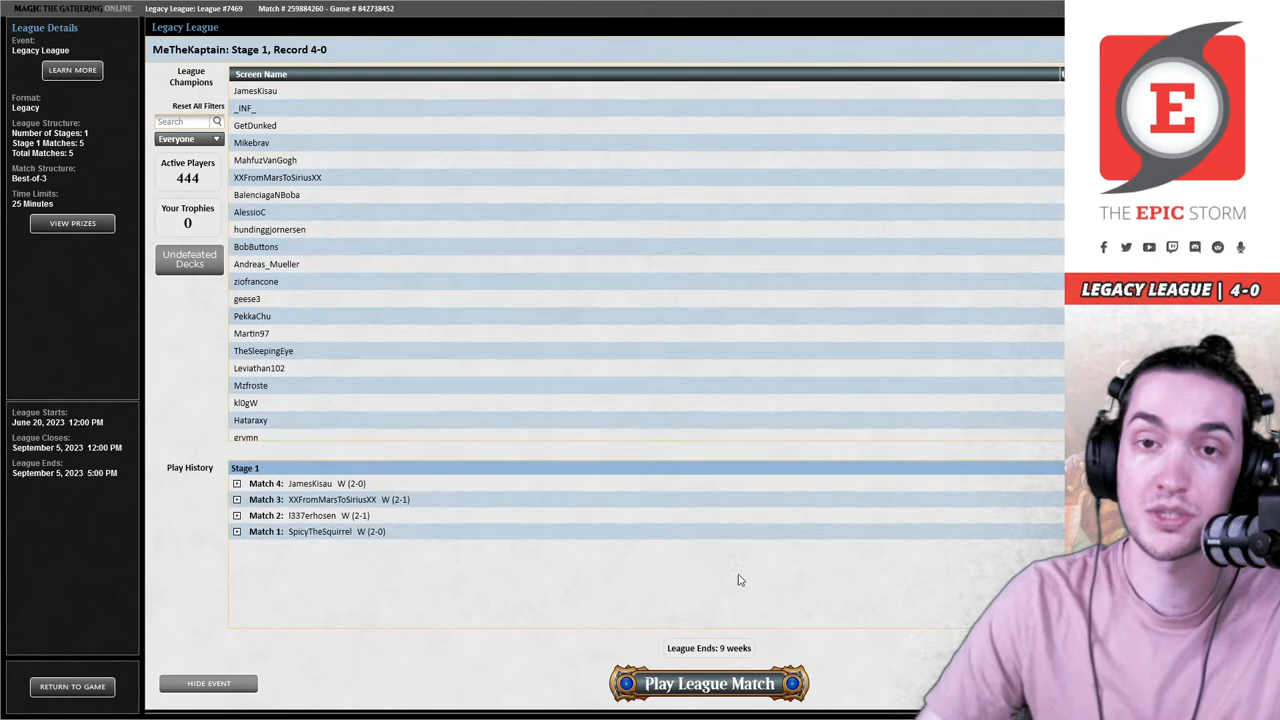 MAGIC THE GATHERING ONLINE
Legacy League: League #7469
Match # 259884260 - Game # 842738452
League Details
Event:
Legacy League
LEARN MORE
Format:
Legacy
League Structure:
Number of Stages: 1
Stage 1 Matches: 5
Total Matches: 5
Match Structure:
Best-of-3
Time Limits:
25 Minutes
VIEW PRIZES
League Starts:
June 20, 2023 12:00 PM
League Closes:
September 5, 2023 12:00 PM
League Ends:
September 5, 2023 5:00 PM
RETURN TO GAME
Legacy League
MeTheKaptain: Stage 1, Record 4-0
League
Champions
Reset All Filters
Search
Everyone
Active Players
444
Your Trophies
0
Undefeated
Decks
Screen Name
JamesKisau
_INF_
GetDunked
Mikebrav
MahfuzVanGogh
XXFromMarsToSiriusXX
BalenciagaNBoba
AlessioC
hundinggjornersen
BobButtons
Andreas_Mueller
ziofrancone
geese3
PekkaChu
Martin97
TheSleepingEye
Leviathan102
Mzfroste
kl0gW
Hataraxy
grymn
Play History
Stage 1
Match 4: JamesKisau W (2-0)
Match 3: XXFromMarsToSiriusXX W (2-1)
Match 2: l337erhosen W (2-1)
Match 1: SpicyTheSquirrel W (2-0)
League Ends: 9 weeks
HIDE EVENT
Play League Match
E
THE EPIC STORM
LEGACY LEAGUE | 4-0